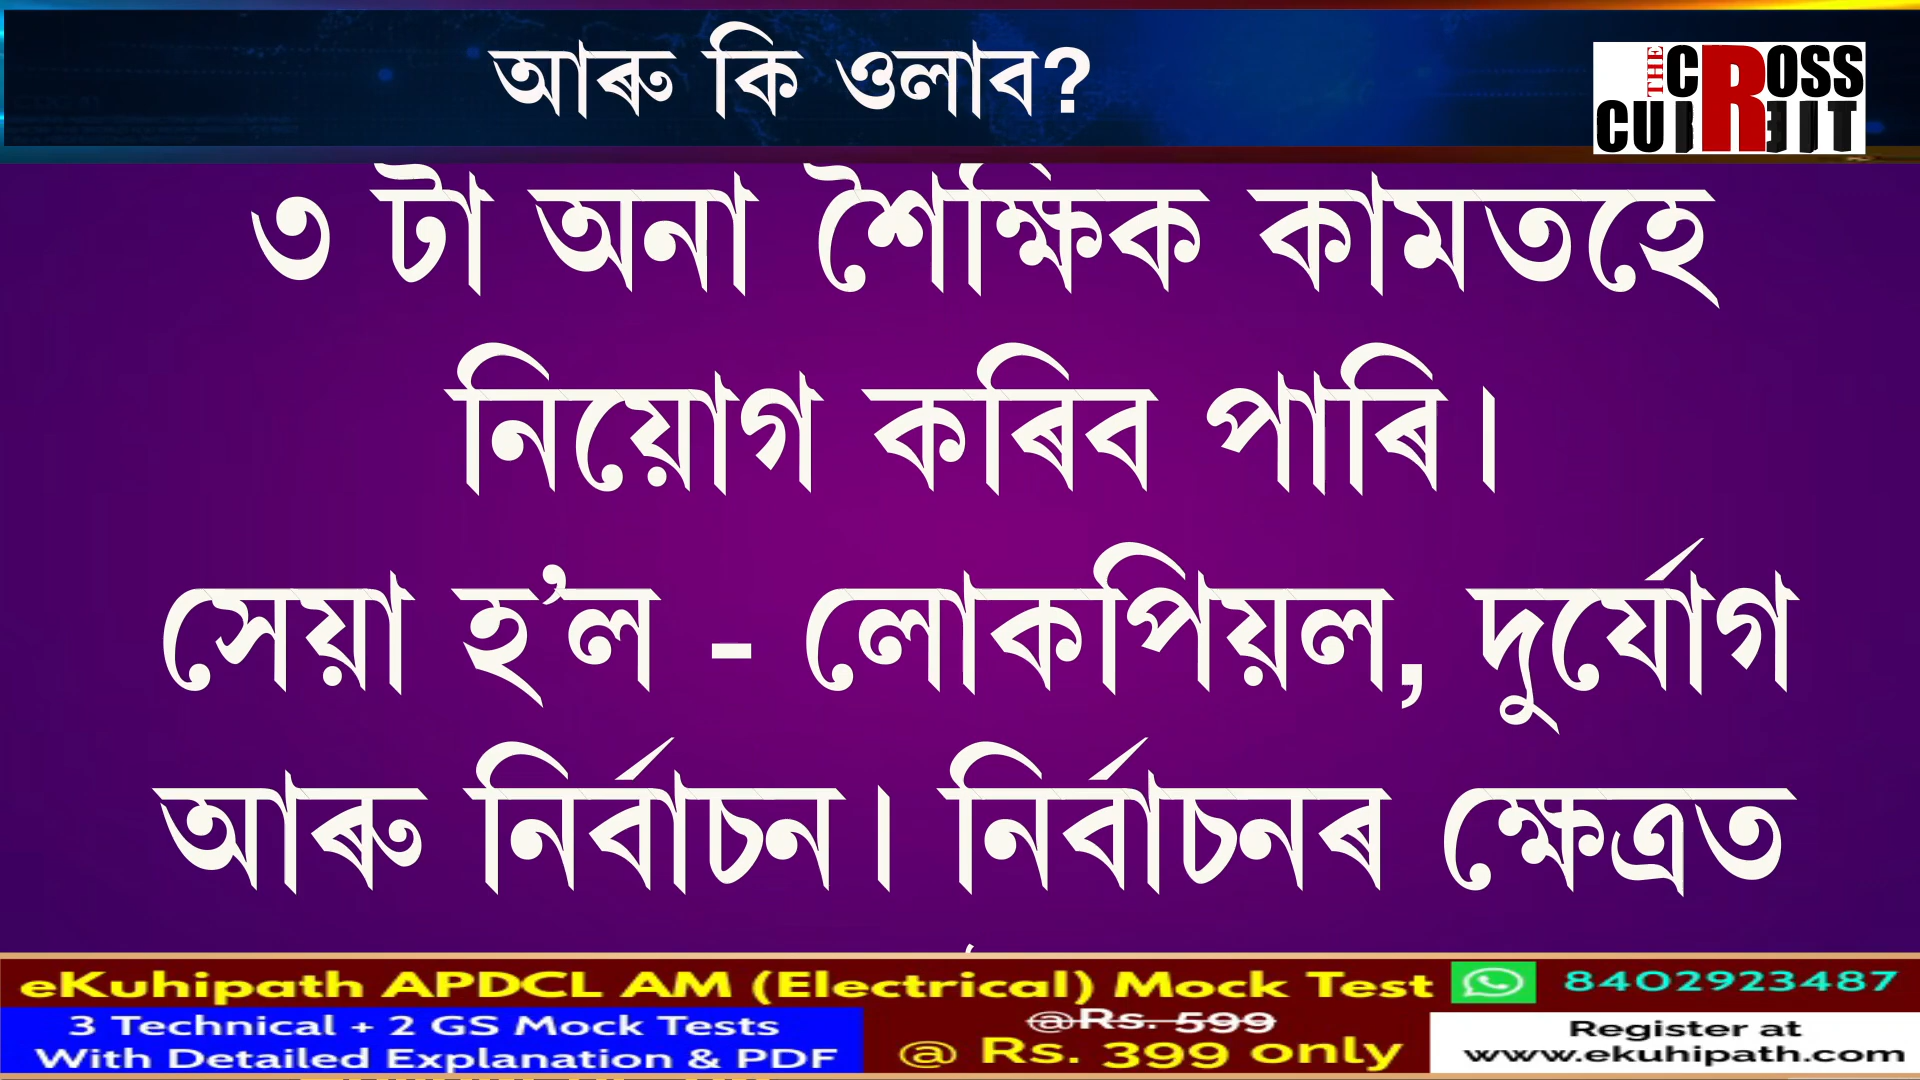 আৰু কি ওলাব?
THE CROSS
CURRENT
৩ টা অনা শৈক্ষিক কামতহে
নিয়োগ কৰিব পাৰি।
সেয়া হ’ল - লোকপিয়ল, দুৰ্যোগ
আৰু নিৰ্বাচন। নিৰ্বাচনৰ ক্ষেত্ৰত
eKuhipath APDCL AM (Electrical) Mock Test
8402923487
3 Technical + 2 GS Mock Tests
With Detailed Explanation & PDF
@Rs. 599
@ Rs. 399 only
Register at
www.ekuhipath.com